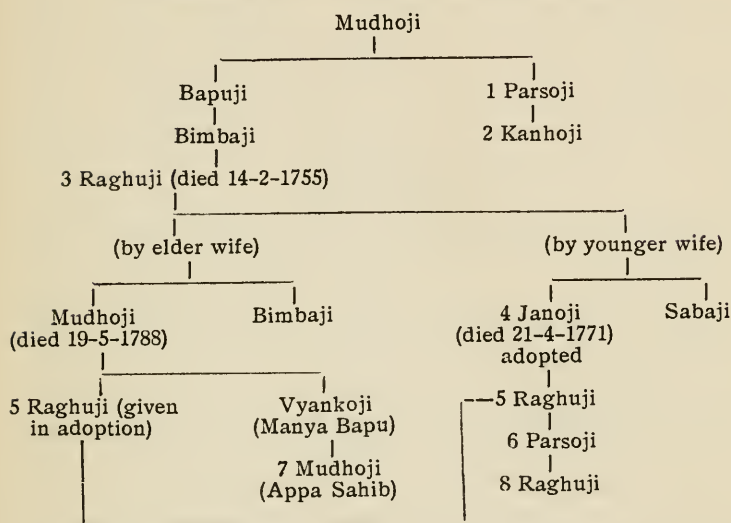 Mudhoji
Bapuji
1 Parsoji
Bimbaji
2 Kanhoji
3 Raghuji (died 14-2-1755)
(by elder wife)
(by younger wife)
Mudhoji
(died 19-5-1788)
Bimbaji
4 Janoji
(died 21-4-1771)
adopted
Sabaji
5 Raghuji (given
in adoption)
Vyankoji
(Manya Bapu)
5 Raghuji
6 Parsoji
7 Mudhoji
(Appa Sahib)
8 Raghuji